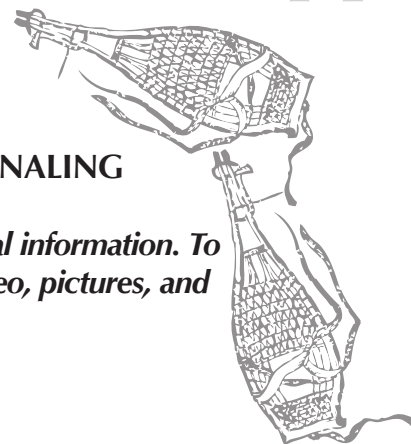 NALING
al information. To
eo, pictures, and